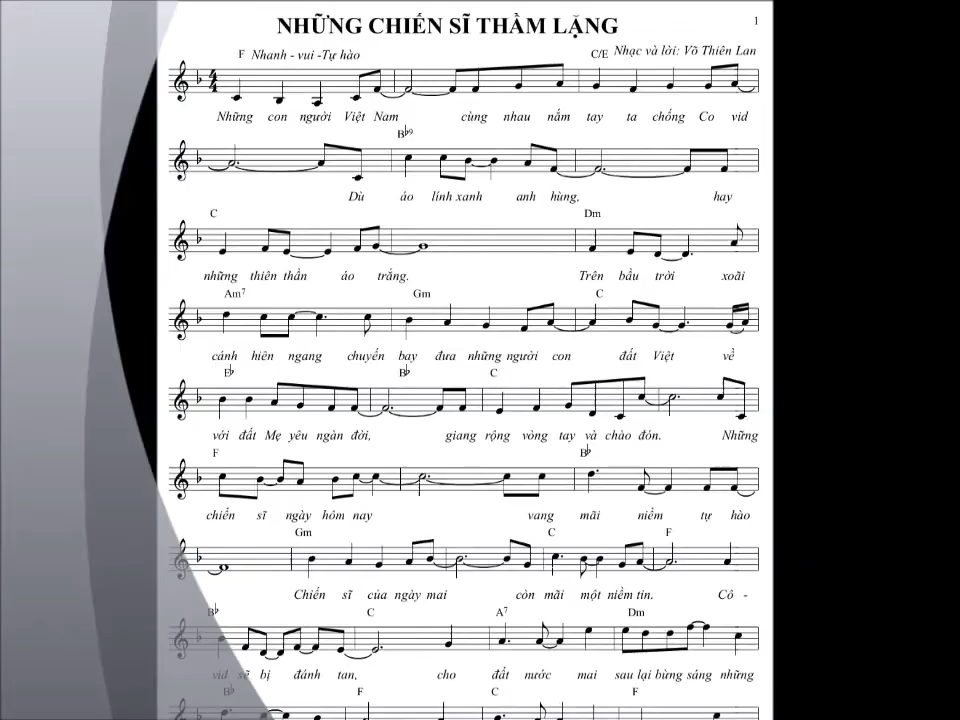 NHỮNG CHIẾN SĨ THẦM LẶNG
1
F Nhanh - vui -Tự hào C/E Nhạc và lời: Võ Thiên Lan
Những con người Việt Nam cùng nhau nắm tay ta chống Co vid
B♭9
Dù áo lính xanh anh hùng, hay
C Dm
những thiên thần áo trắng. Trên bầu trời xoãi
Am7 Gm C
cánh hiên ngang chuyến bay đưa những người con đất Việt về
E♭ B♭ C
với đất Mẹ yêu ngàn đời, giang rộng vòng tay và chào đón. Những
F B♭
chiến sĩ ngày hôm nay vang mãi niềm tự hào
Gm C F
Chiến sĩ của ngày mai còn mãi một niềm tin. Cô -
B♭ C A7 Dm
vid sẽ bị đánh tan, cho đất nước mai sau lại bừng sáng những
B♭ F C F